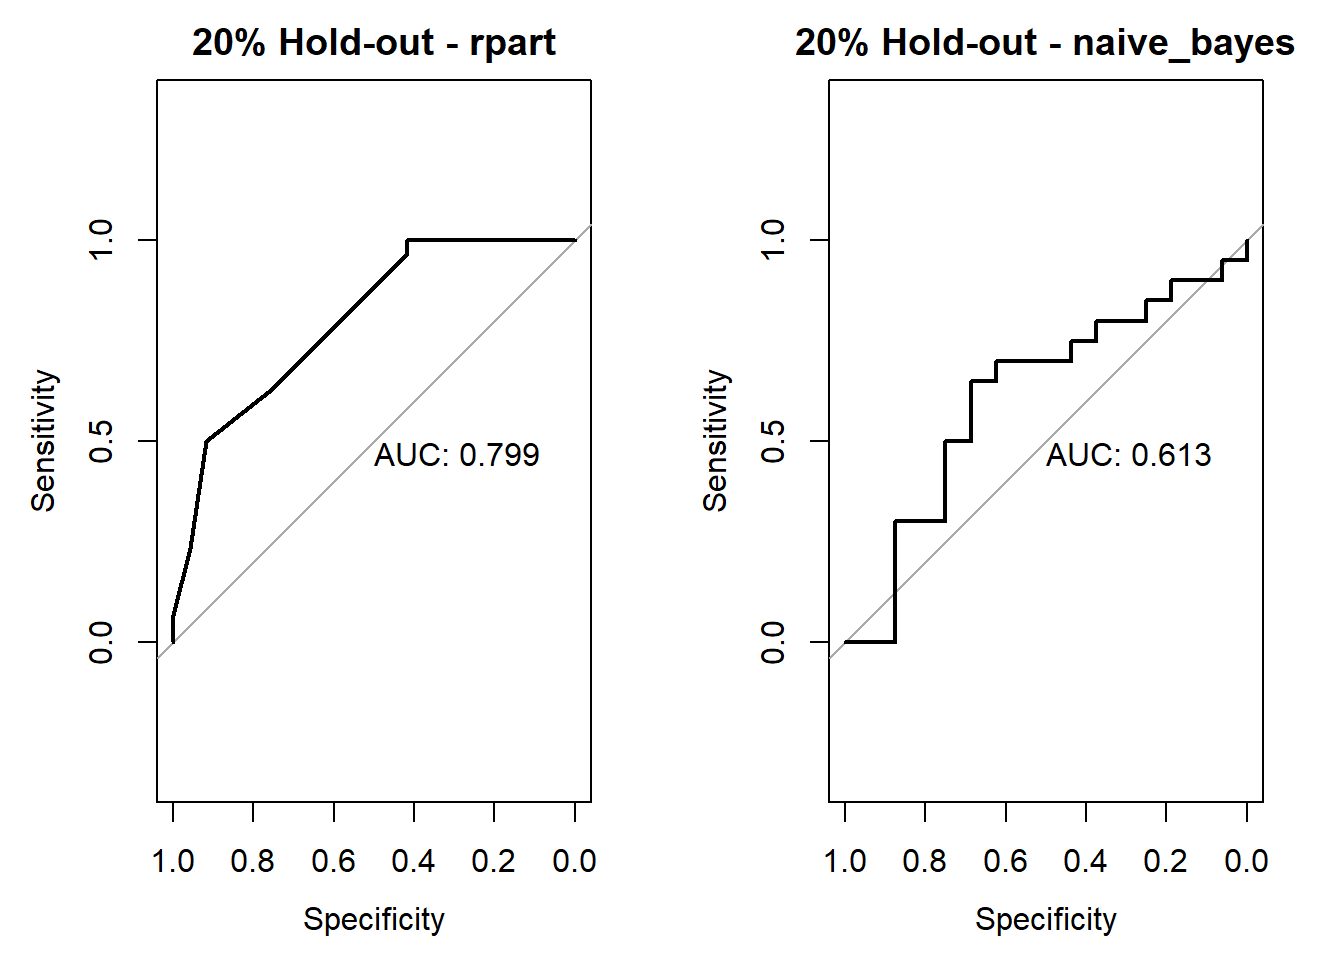 20% Hold-out - rpart
Sensitivity
1.0
0.5
0.0
AUC: 0.799
1.0 0.8 0.6 0.4 0.2 0.0
Specificity
20% Hold-out - naive_bayes
Sensitivity
1.0
0.5
0.0
AUC: 0.613
1.0 0.8 0.6 0.4 0.2 0.0
Specificity